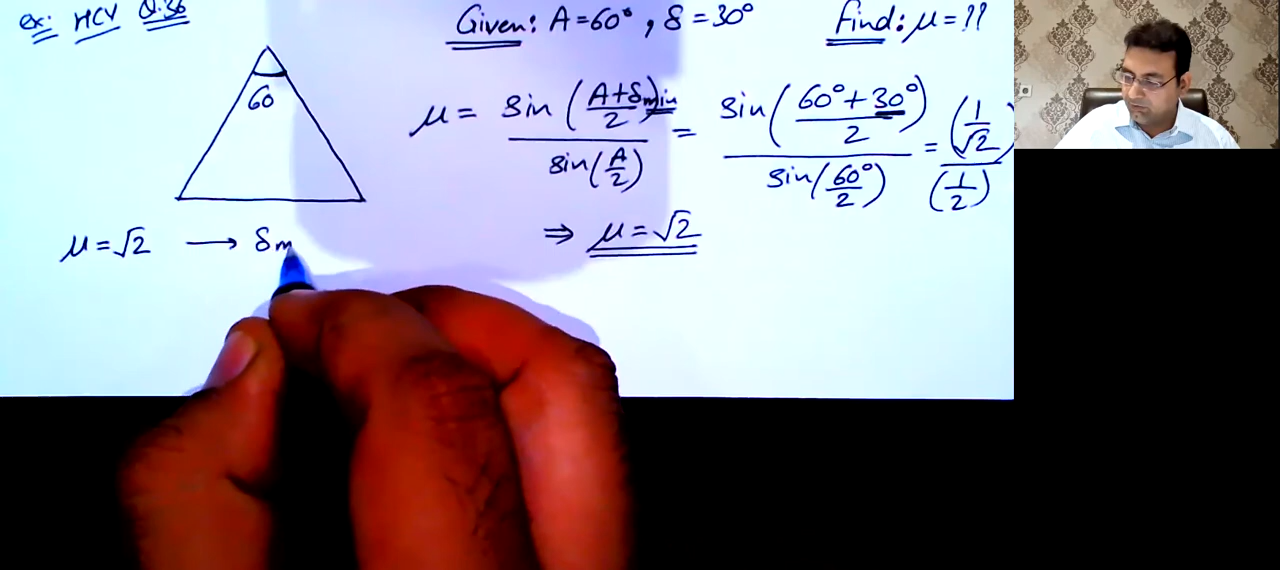 ex: HCV Q.36
Given: A=60°, δ=30° Find: μ=??
60
μ = sin((A+δmin)/2) / sin(A/2) = sin((60°+30°)/2) / sin(60°/2) = (1/√2) / (1/2)
⇒ μ=√2
μ=√2 → δm